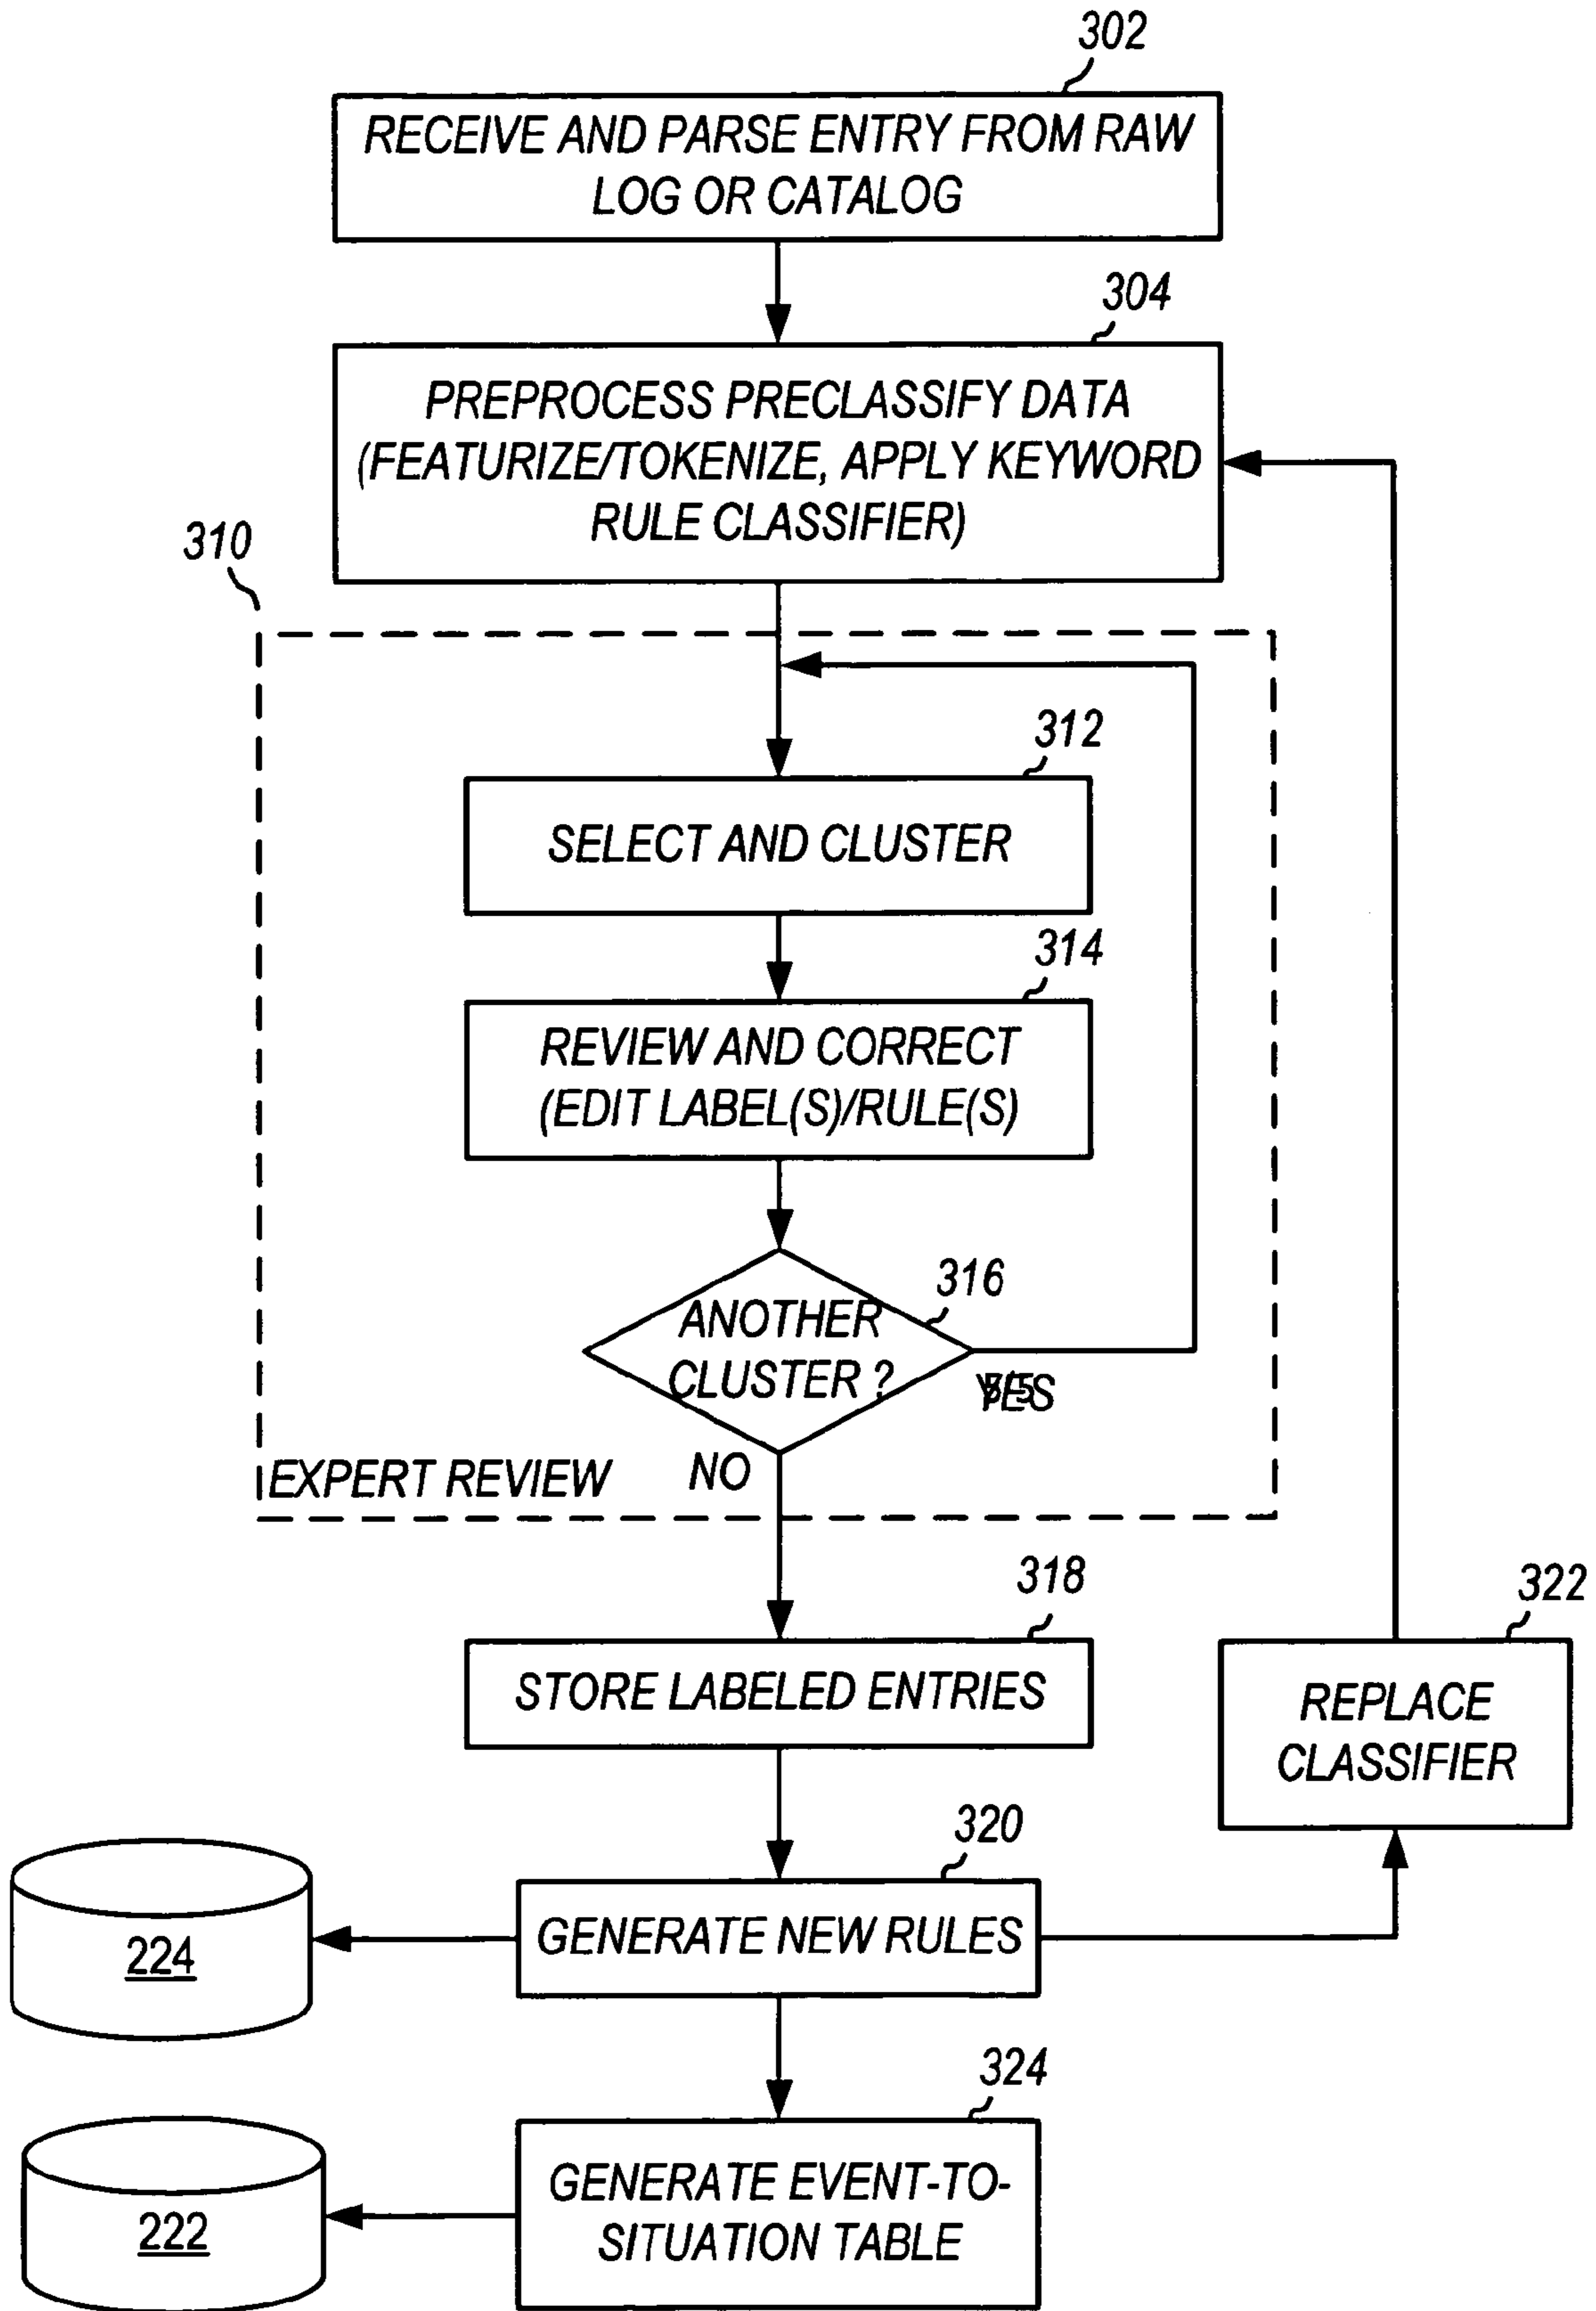 302
RECEIVE AND PARSE ENTRY FROM RAW
LOG OR CATALOG
304
PREPROCESS PRECLASSIFY DATA
(FEATURIZE/TOKENIZE, APPLY KEYWORD
RULE CLASSIFIER)
310
312
SELECT AND CLUSTER
314
REVIEW AND CORRECT
(EDIT LABEL(S)/RULE(S)
316
ANOTHER
CLUSTER ?
YES
NO
EXPERT REVIEW
318
STORE LABELED ENTRIES
322
REPLACE
CLASSIFIER
320
GENERATE NEW RULES
224
324
GENERATE EVENT-TO-
SITUATION TABLE
222